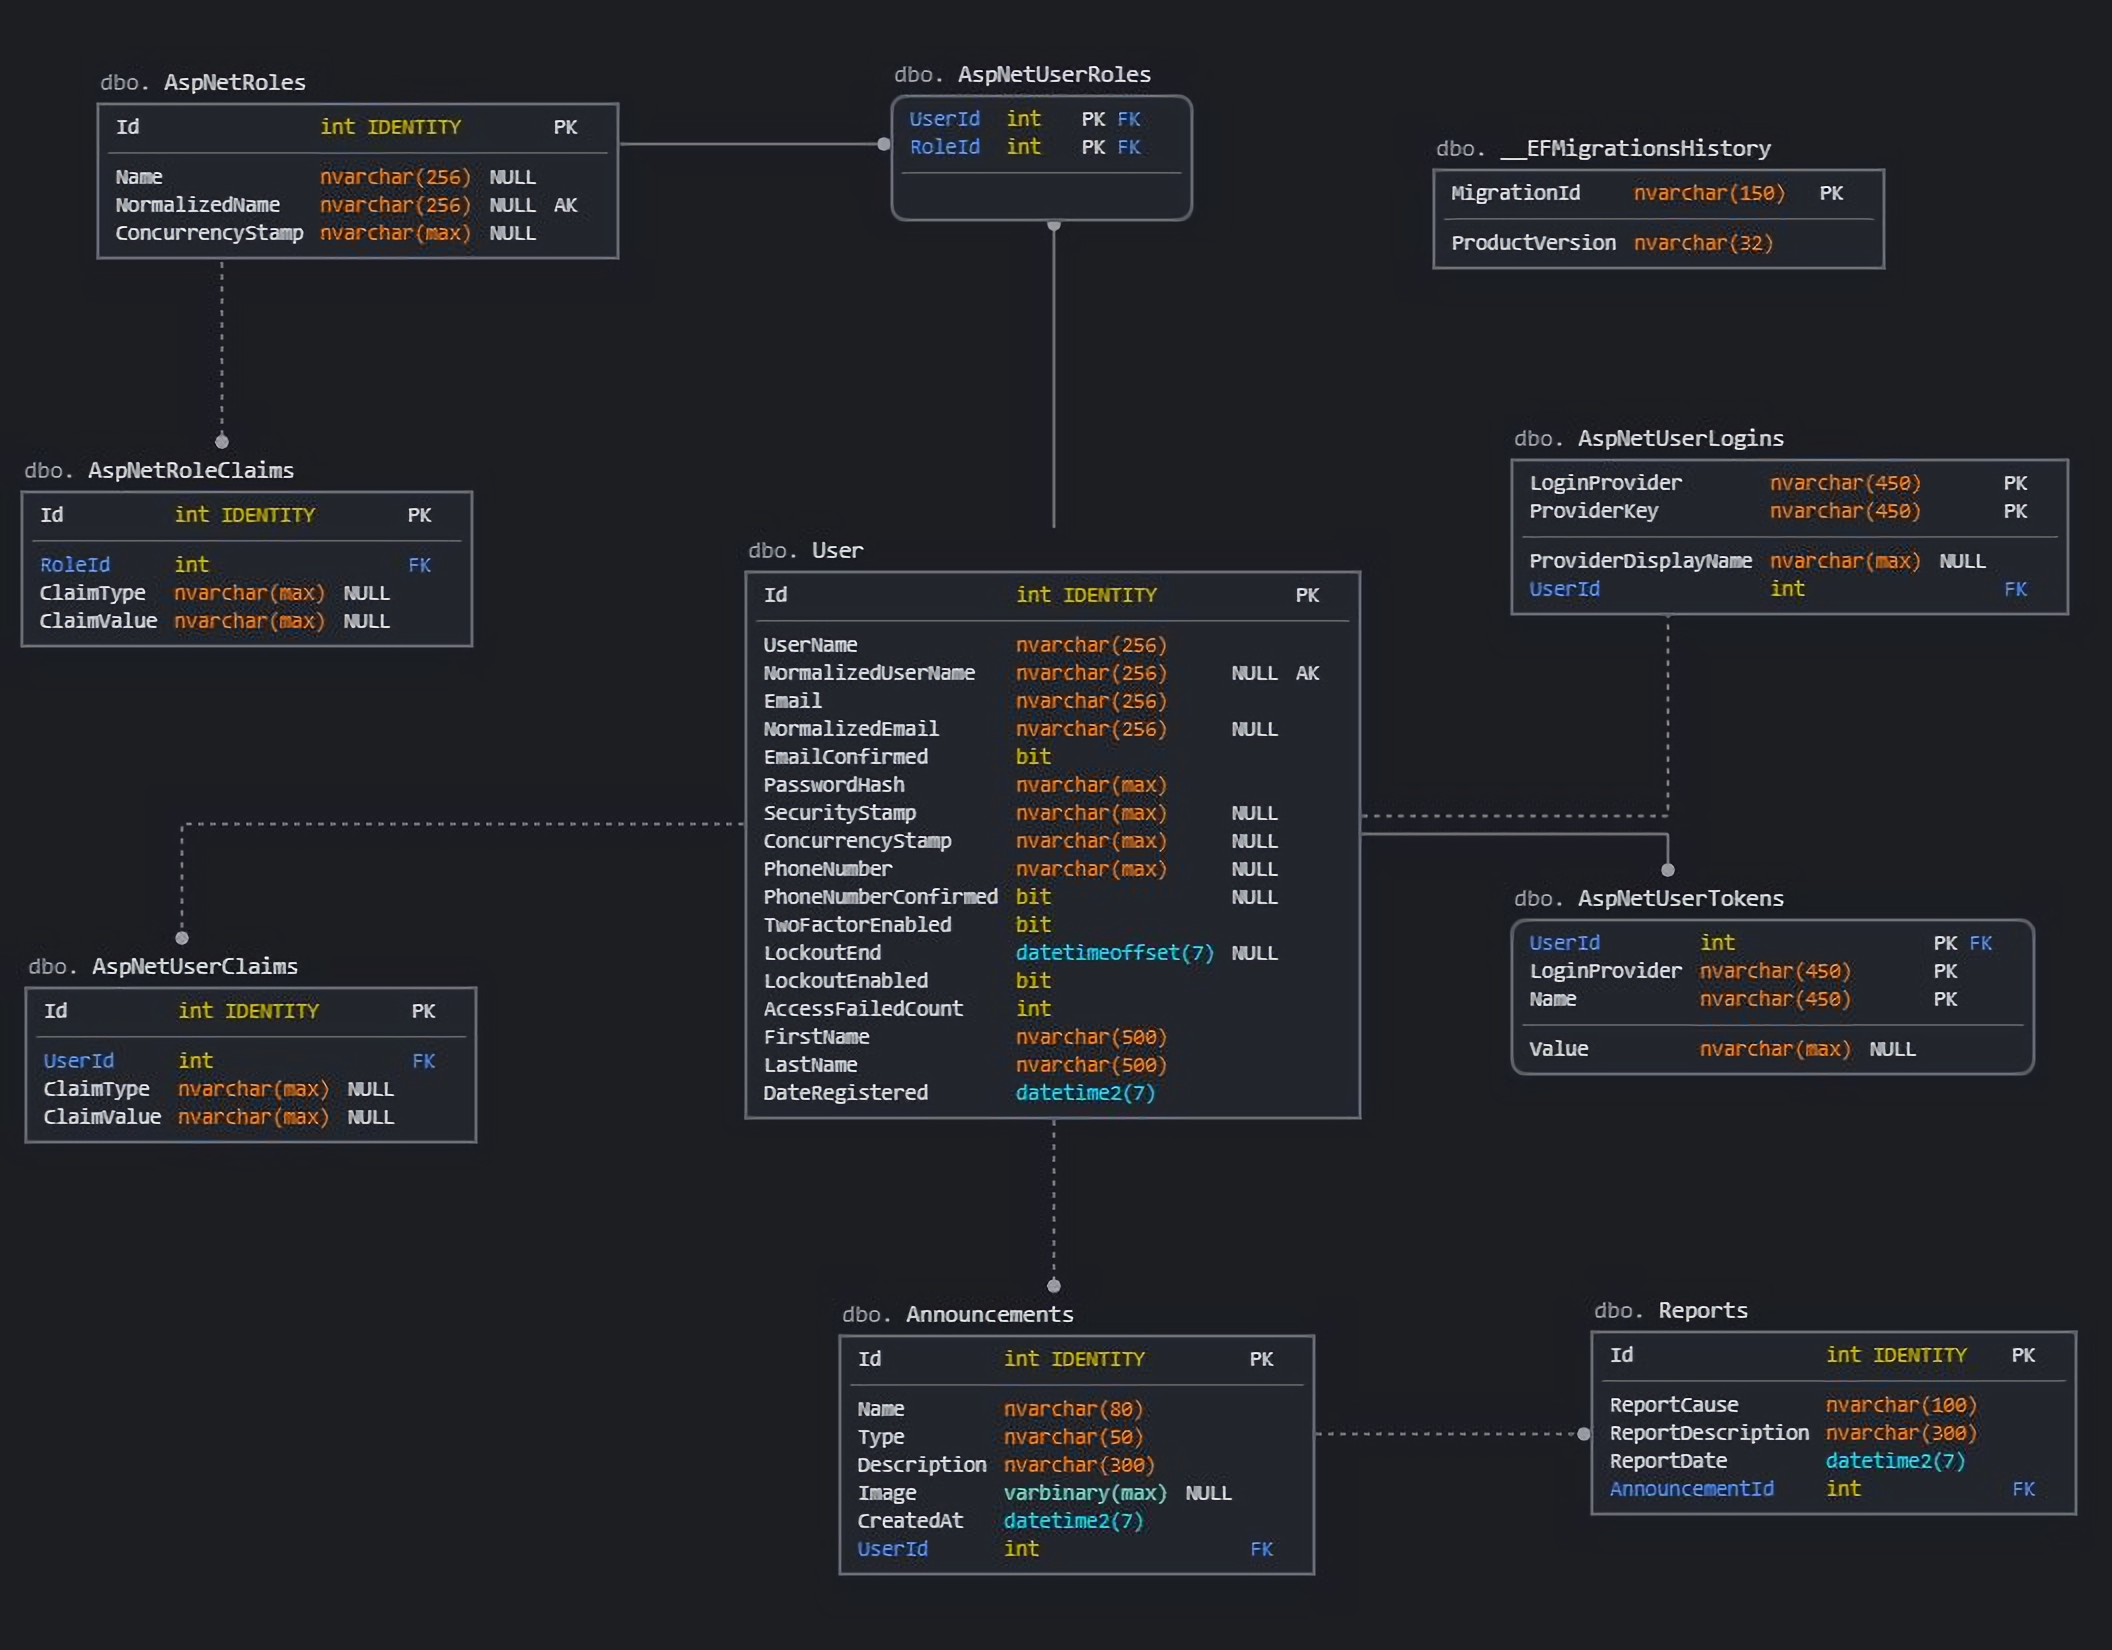 dbo. AspNetRoles
Id int IDENTITY PK
Name nvarchar(256) NULL
NormalizedName nvarchar(256) NULL AK
ConcurrencyStamp nvarchar(max) NULL
dbo. AspNetUserRoles
UserId int PK FK
RoleId int PK FK
dbo. __EFMigrationsHistory
MigrationId nvarchar(150) PK
ProductVersion nvarchar(32)
dbo. AspNetRoleClaims
Id int IDENTITY PK
RoleId int FK
ClaimType nvarchar(max) NULL
ClaimValue nvarchar(max) NULL
dbo. AspNetUserLogins
LoginProvider nvarchar(450) PK
ProviderKey nvarchar(450) PK
ProviderDisplayName nvarchar(max) NULL
UserId int FK
dbo. User
Id int IDENTITY PK
UserName nvarchar(256)
NormalizedUserName nvarchar(256) NULL AK
Email nvarchar(256)
NormalizedEmail nvarchar(256) NULL
EmailConfirmed bit
PasswordHash nvarchar(max)
SecurityStamp nvarchar(max) NULL
ConcurrencyStamp nvarchar(max) NULL
PhoneNumber nvarchar(max) NULL
PhoneNumberConfirmed bit NULL
TwoFactorEnabled bit
LockoutEnd datetimeoffset(7) NULL
LockoutEnabled bit
AccessFailedCount int
FirstName nvarchar(500)
LastName nvarchar(500)
DateRegistered datetime2(7)
dbo. AspNetUserTokens
UserId int PK FK
LoginProvider nvarchar(450) PK
Name nvarchar(450) PK
Value nvarchar(max) NULL
dbo. AspNetUserClaims
Id int IDENTITY PK
UserId int FK
ClaimType nvarchar(max) NULL
ClaimValue nvarchar(max) NULL
dbo. Announcements
Id int IDENTITY PK
Name nvarchar(80)
Type nvarchar(50)
Description nvarchar(300)
Image varbinary(max) NULL
CreatedAt datetime2(7)
UserId int FK
dbo. Reports
Id int IDENTITY PK
ReportCause nvarchar(100)
ReportDescription nvarchar(300)
ReportDate datetime2(7)
AnnouncementId int FK